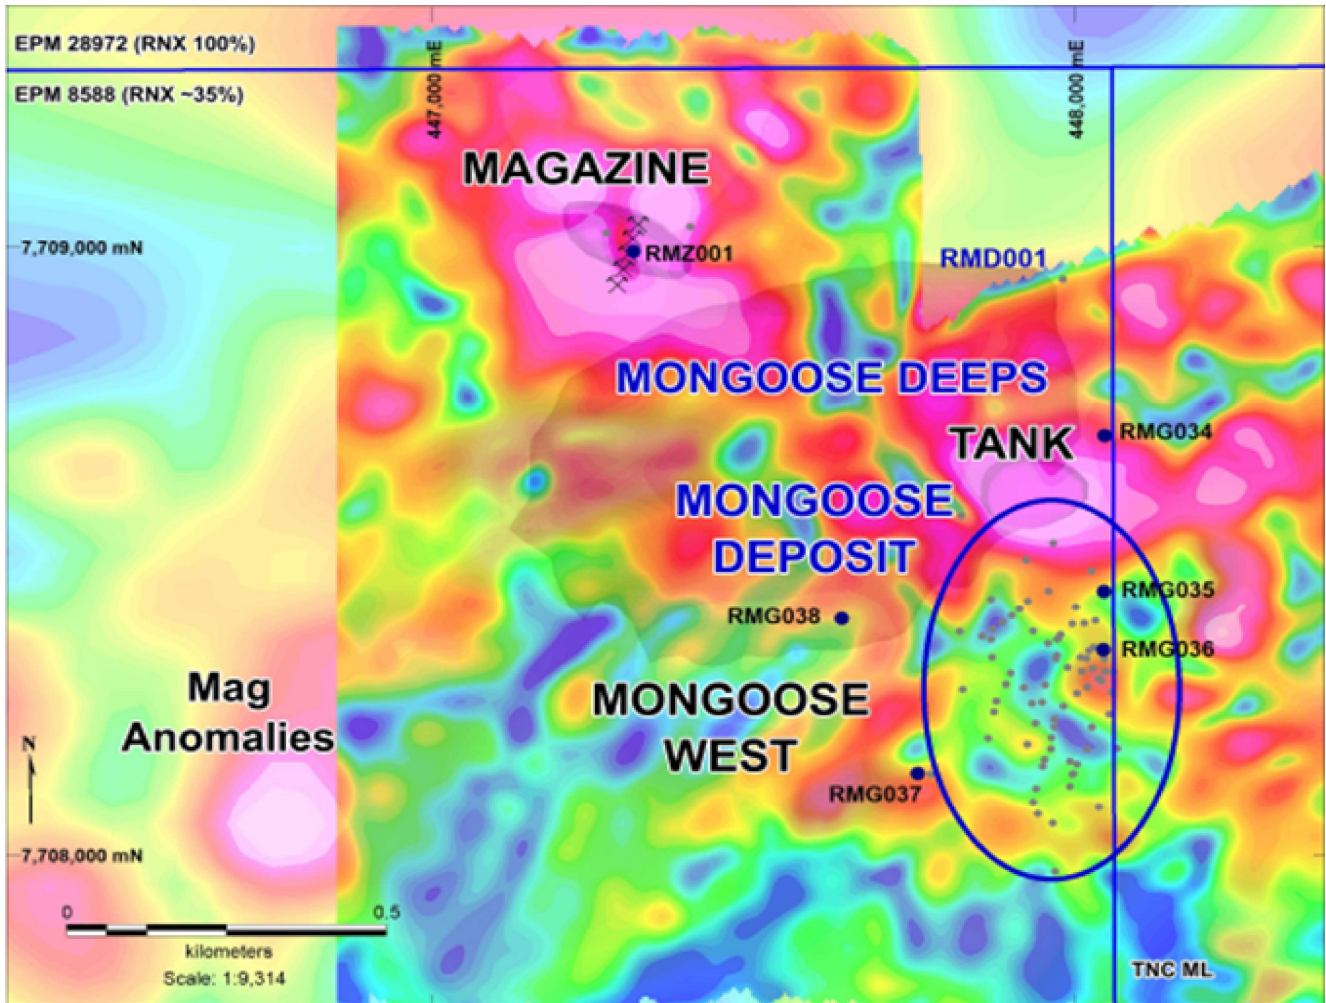 EPM 28972 (RNX 100%)
EPM 8588 (RNX ~35%)
447,000 mE
448,000 mE
MAGAZINE
7,709,000 mN
RMZ001
RMD001
MONGOOSE DEEPS
TANK
RMG034
MONGOOSE
DEPOSIT
RMG035
RMG038
RMG036
Mag
Anomalies
MONGOOSE
WEST
N
RMG037
7,708,000 mN
0
0.5
kilometers
Scale: 1:9,314
TNC ML